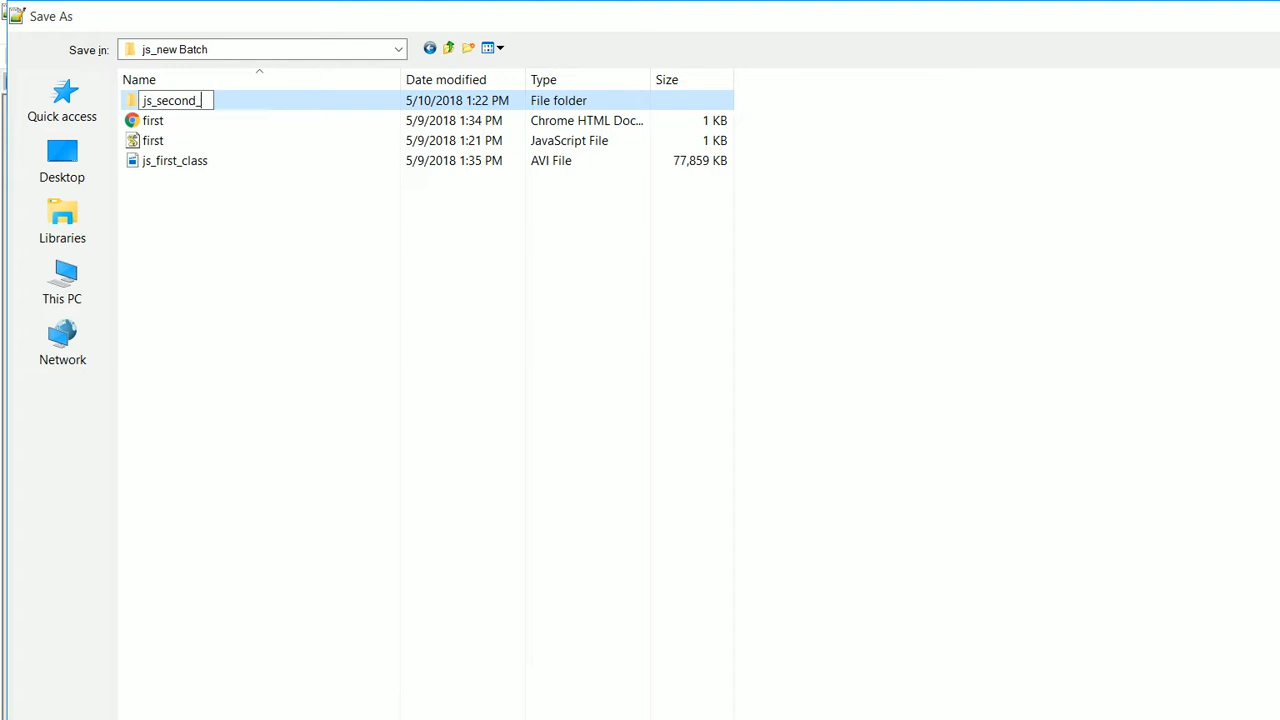 Save As
Save in: js_new Batch
Name Date modified Type Size
js_second_ 5/10/2018 1:22 PM File folder
first 5/9/2018 1:34 PM Chrome HTML Doc... 1 KB
first 5/9/2018 1:21 PM JavaScript File 1 KB
js_first_class 5/9/2018 1:35 PM AVI File 77,859 KB
Quick access
Desktop
Libraries
This PC
Network